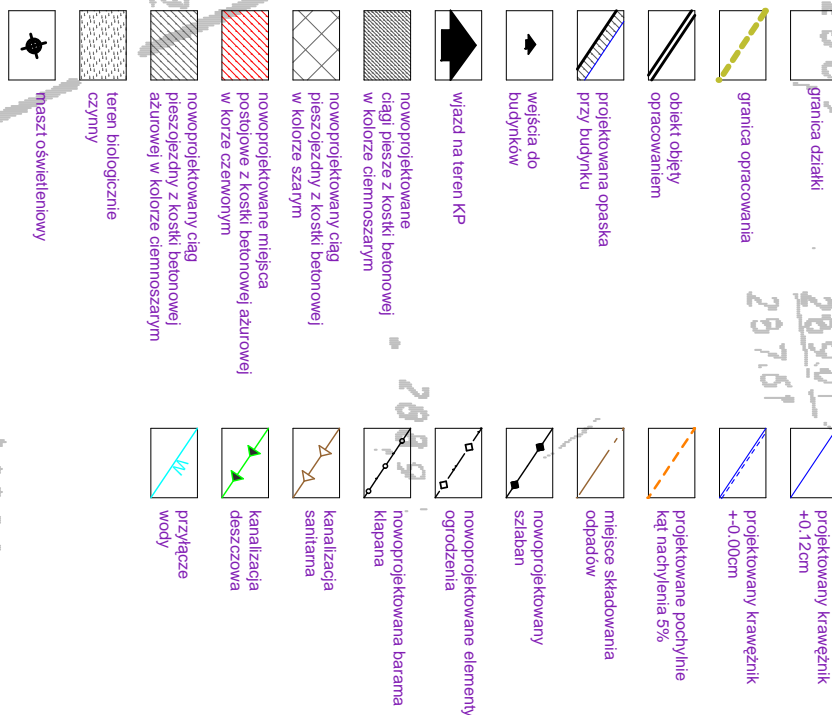 granica działki
granica opracowania
obiekt objęty
opracowaniem
projektowana opaska
przy budynku
wejścia do
budynków
wjazd na teren KP
nowoprojektowane
ciągi piesze z kostki betonowej
w kolorze ciemnoszarym
nowoprojektowany ciąg
pieszojezdny z kostki betonowej
w kolorze szarym
nowoprojektowane miejsca
postojowe z kostki betonowej ażurowej
w korze czerwonym
nowoprojektowany ciąg
pieszojezdny z kostki betonowej
ażurowej w kolorze ciemnoszarym
teren biologicznie
czynny
maszt oświetleniowy
projektowany krawężnik
+0.12cm
projektowany krawężnik
+-0.00cm
projektowane pochylnie
kąt nachylenia 5%
miejsce składowania
odpadów
nowoprojektowany
szlaban
nowoprojektowane elementy
ogrodzenia
nowoprojektowana barama
klapana
kanalizacja
sanitarna
kanalizacja
deszczowa
przyłącze
wody
W
287.61